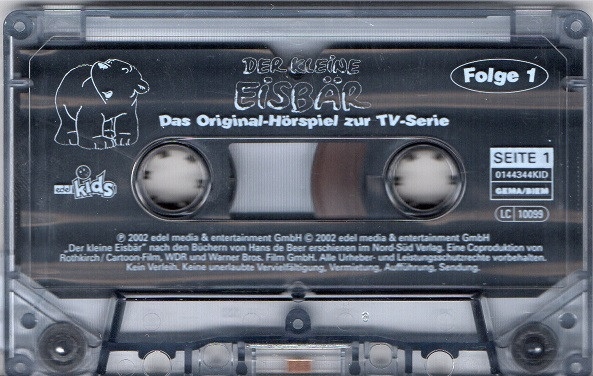 DER KLEINE
EISBÄR
Folge 1
Das Original-Hörspiel zur TV-Serie
edel kids
SEITE 1
0144344KID
GEMA/BIEM
LC 10099
℗ 2002 edel media & entertainment GmbH © 2002 edel media & entertainment GmbH
„Der kleine Eisbär" nach den Büchern von Hans de Beer erschienen im Nord-Süd Verlag. Eine Coproduktion von
Rothkirch/Cartoon-Film, WDR und Warner Bros. Film GmbH. Alle Urheber- und Leistungsschutzrechte vorbehalten.
Kein Verleih. Keine unerlaubte Vervielfältigung, Vermietung, Aufführung, Sendung.